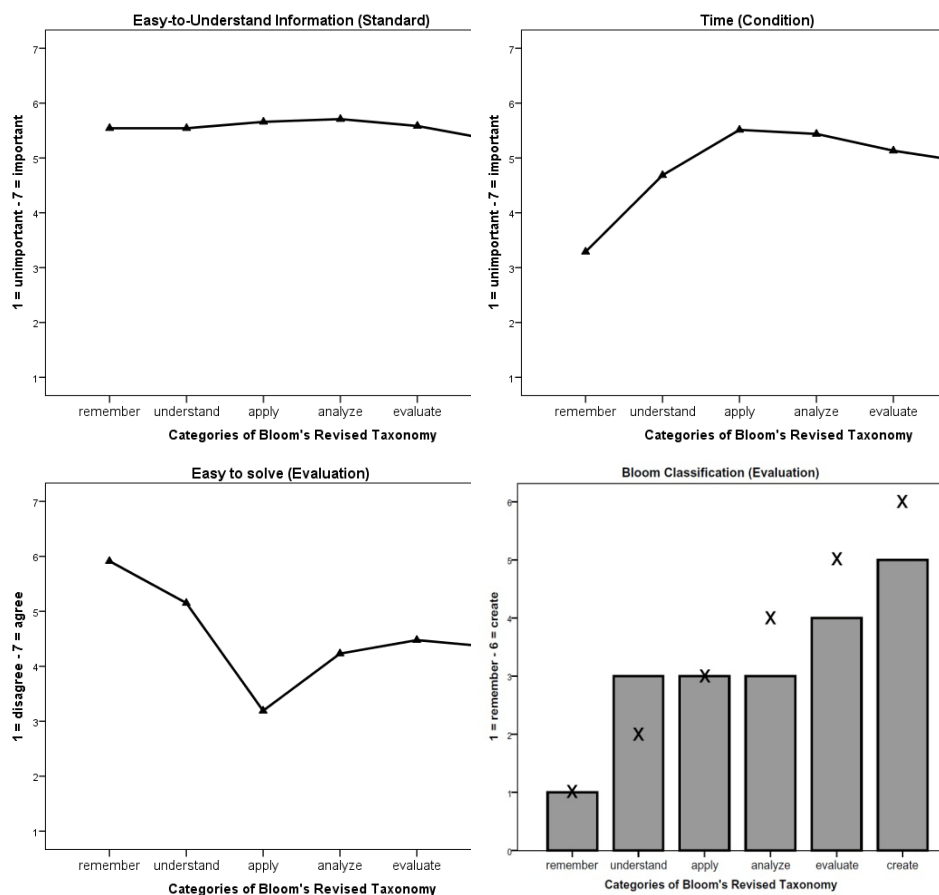 Easy-to-Understand Information (Standard)
1 = unimportant - 7 = important
7
6
5
4
3
2
1
remember understand apply analyze evaluate
Categories of Bloom's Revised Taxonomy
Time (Condition)
1 = unimportant - 7 = important
7
6
5
4
3
2
1
remember understand apply analyze evaluate
Categories of Bloom's Revised Taxonomy
Easy to solve (Evaluation)
1 = disagree - 7 = agree
7
6
5
4
3
2
1
remember understand apply analyze evaluate
Categories of Bloom's Revised Taxonomy
Bloom Classification (Evaluation)
1 = remember - 6 = create
6
5
4
3
2
1
0
X X X X X X
remember understand apply analyze evaluate create
Categories of Bloom's Revised Taxonomy